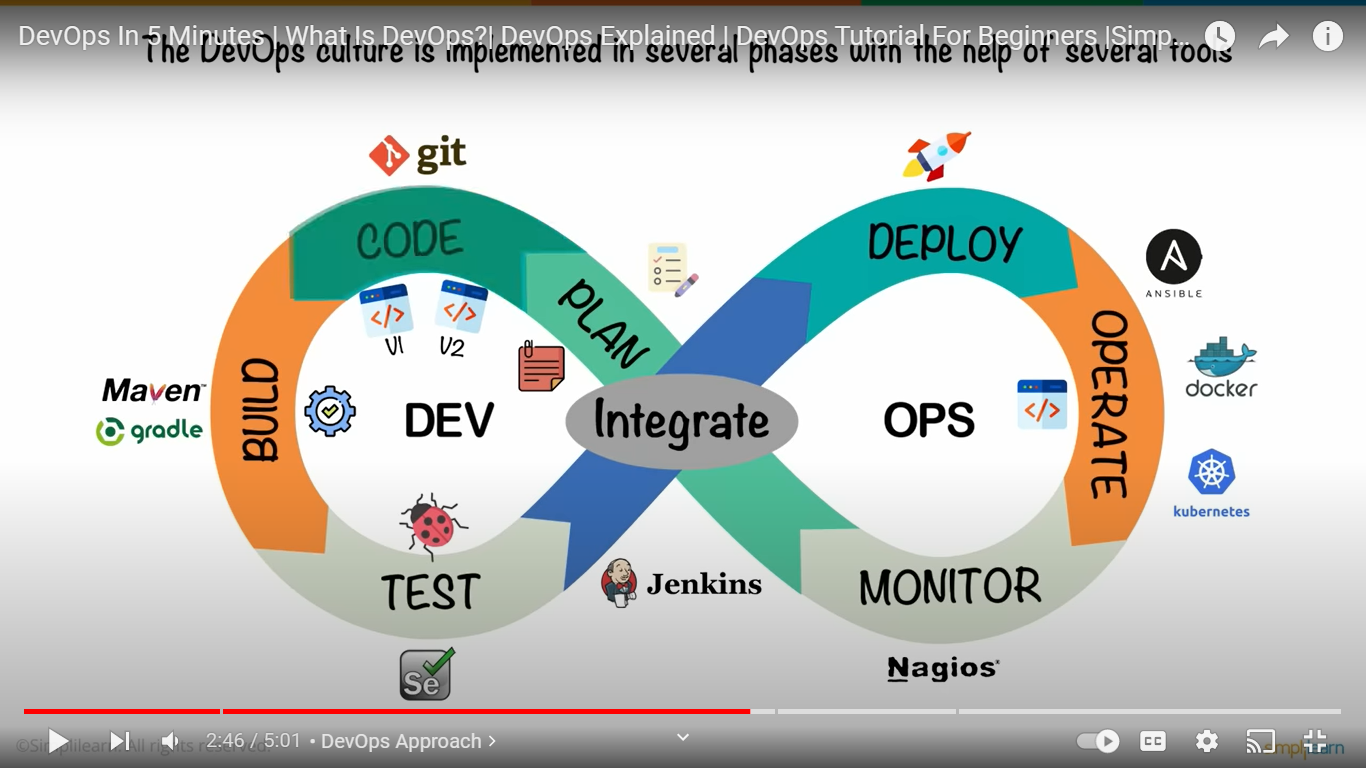 DevOps In 5 Minutes | What Is DevOps?| DevOps Explained | DevOps Tutorial For Beginners |Simp...
The DevOps culture is implemented in several phases with the help of several tools
git
CODE
DEPLOY
PLAN
ANSIBLE
</>
</>
V1
V2
OPERATE
docker
Maven™
gradle
BUILD
DEV
Integrate
OPS
</>
kubernetes
TEST
Jenkins
MONITOR
Se
Nagios®
2:46 / 5:01 • DevOps Approach >
CC
©Simplilearn. All rights reserved.
simplilearn